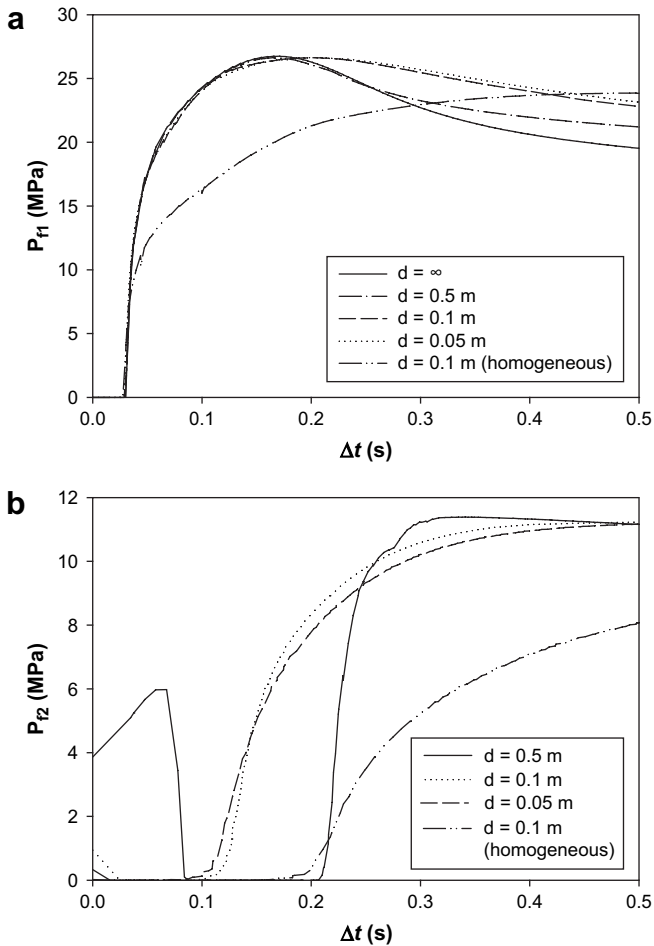 a
30
25
20
15
10
5
0
P_f1 (MPa)
d = ∞
d = 0.5 m
d = 0.1 m
d = 0.05 m
d = 0.1 m (homogeneous)
0.0 0.1 0.2 0.3 0.4 0.5
Δt (s)
b
12
10
8
6
4
2
0
P_f2 (MPa)
d = 0.5 m
d = 0.1 m
d = 0.05 m
d = 0.1 m
(homogeneous)
0.0 0.1 0.2 0.3 0.4 0.5
Δt (s)